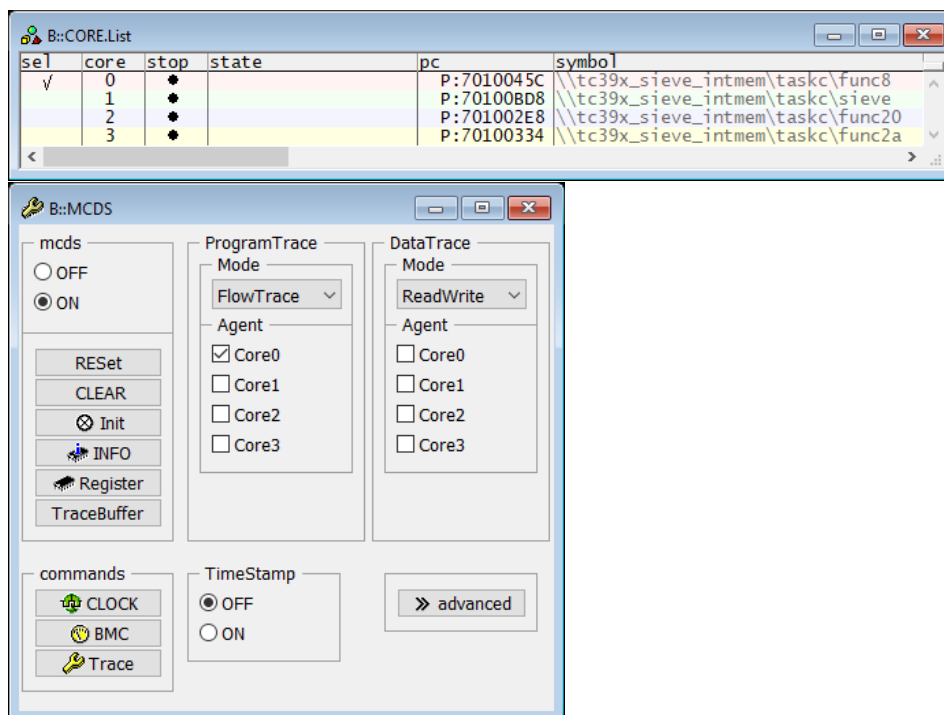 B::CORE.List
sel core stop state pc symbol
√ 0 ● P:7010045C \\tc39x_sieve_intmem\taskc\func8
1 ● P:70100BD8 \\tc39x_sieve_intmem\taskc\sieve
2 ● P:701002E8 \\tc39x_sieve_intmem\taskc\func20
3 ● P:70100334 \\tc39x_sieve_intmem\taskc\func2a
B::MCDS
mcds
OFF
ON
RESet
CLEAR
Init
INFO
Register
TraceBuffer
ProgramTrace
Mode
FlowTrace
Agent
Core0
Core1
Core2
Core3
DataTrace
Mode
ReadWrite
Agent
Core0
Core1
Core2
Core3
commands
CLOCK
BMC
Trace
TimeStamp
OFF
ON
advanced